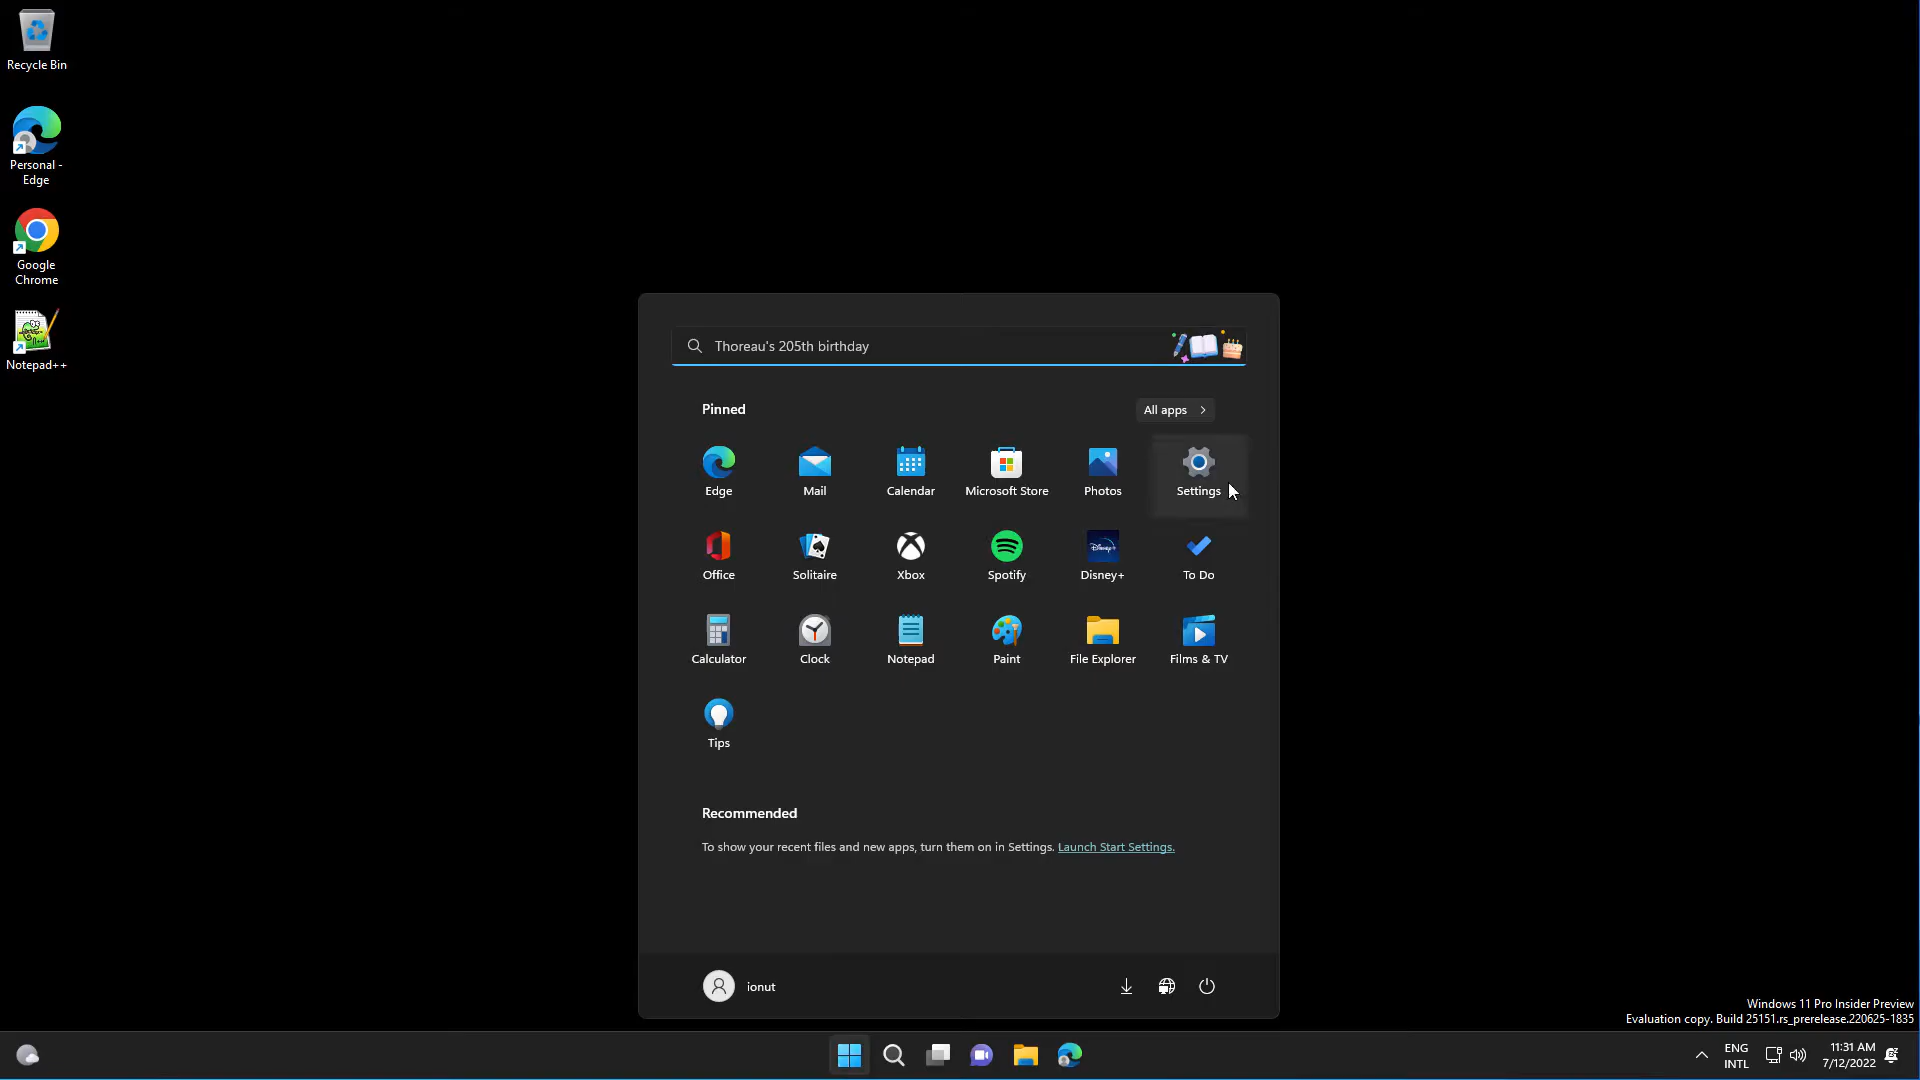 Recycle Bin
Personal -
Edge
Google
Chrome
Notepad++
Thoreau's 205th birthday
Pinned
All apps
Edge
Mail
Calendar
Microsoft Store
Photos
Settings
Office
Solitaire
Xbox
Spotify
Disney+
To Do
Calculator
Clock
Notepad
Paint
File Explorer
Films & TV
Tips
Recommended
To show your recent files and new apps, turn them on in Settings. Launch Start Settings.
ionut
Windows 11 Pro Insider Preview
Evaluation copy. Build 25151.rs_prerelease.220625-1835
ENG
INTL
11:31 AM
7/12/2022